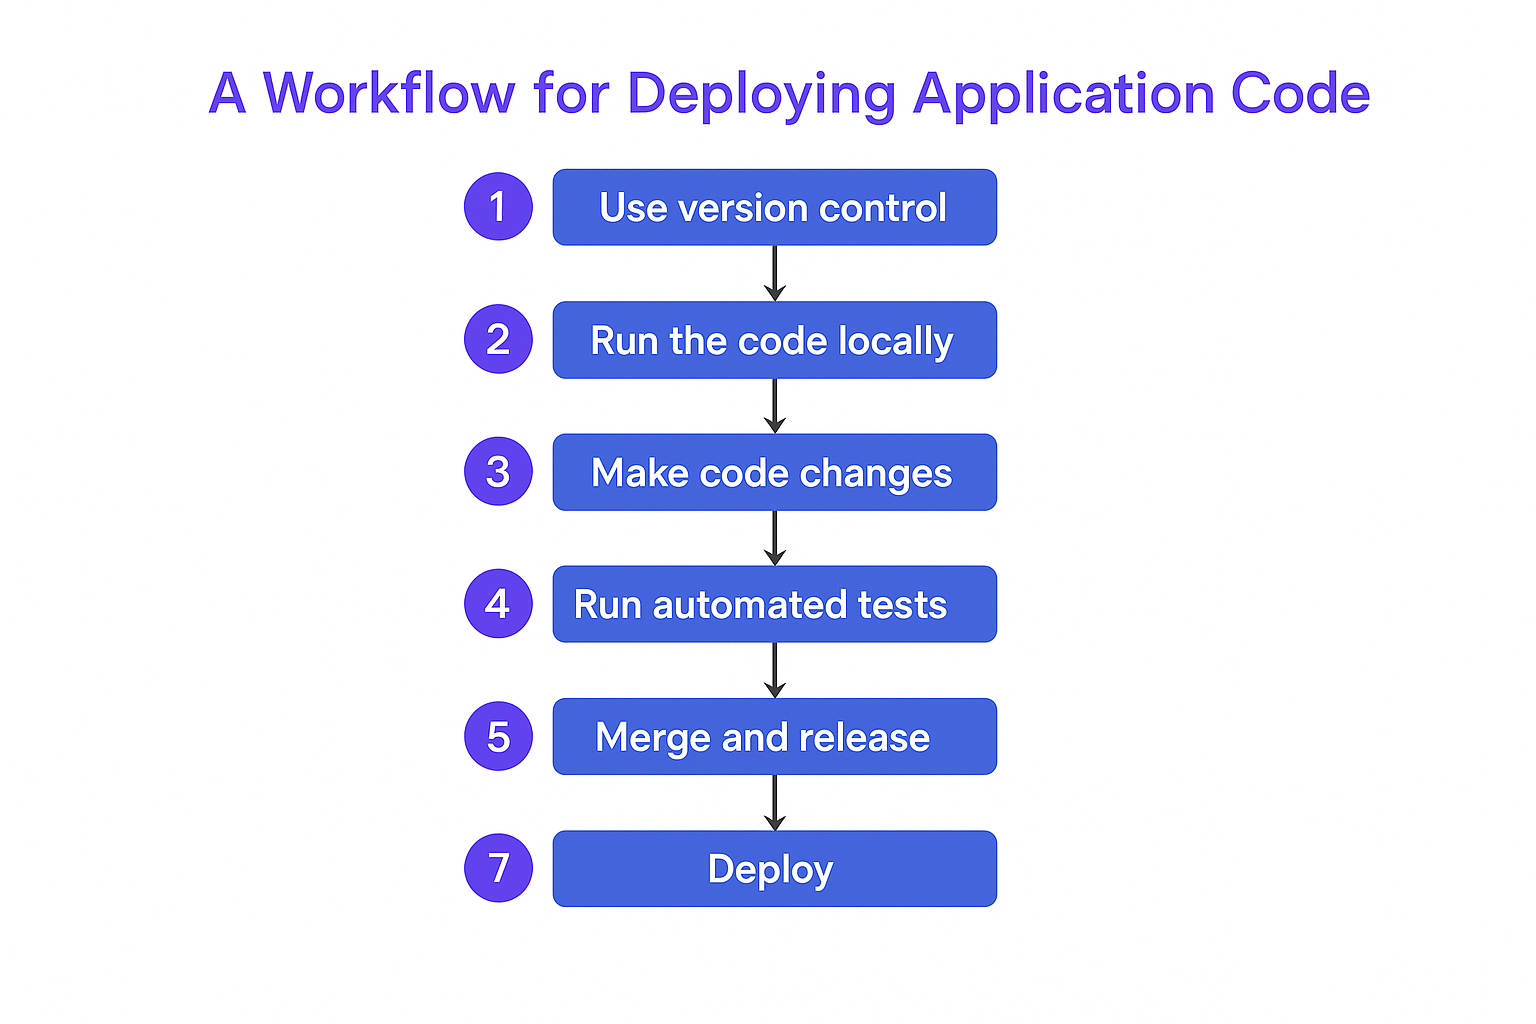 A Workflow for Deploying Application Code
1 Use version control
2 Run the code locally
3 Make code changes
4 Run automated tests
5 Merge and release
7 Deploy